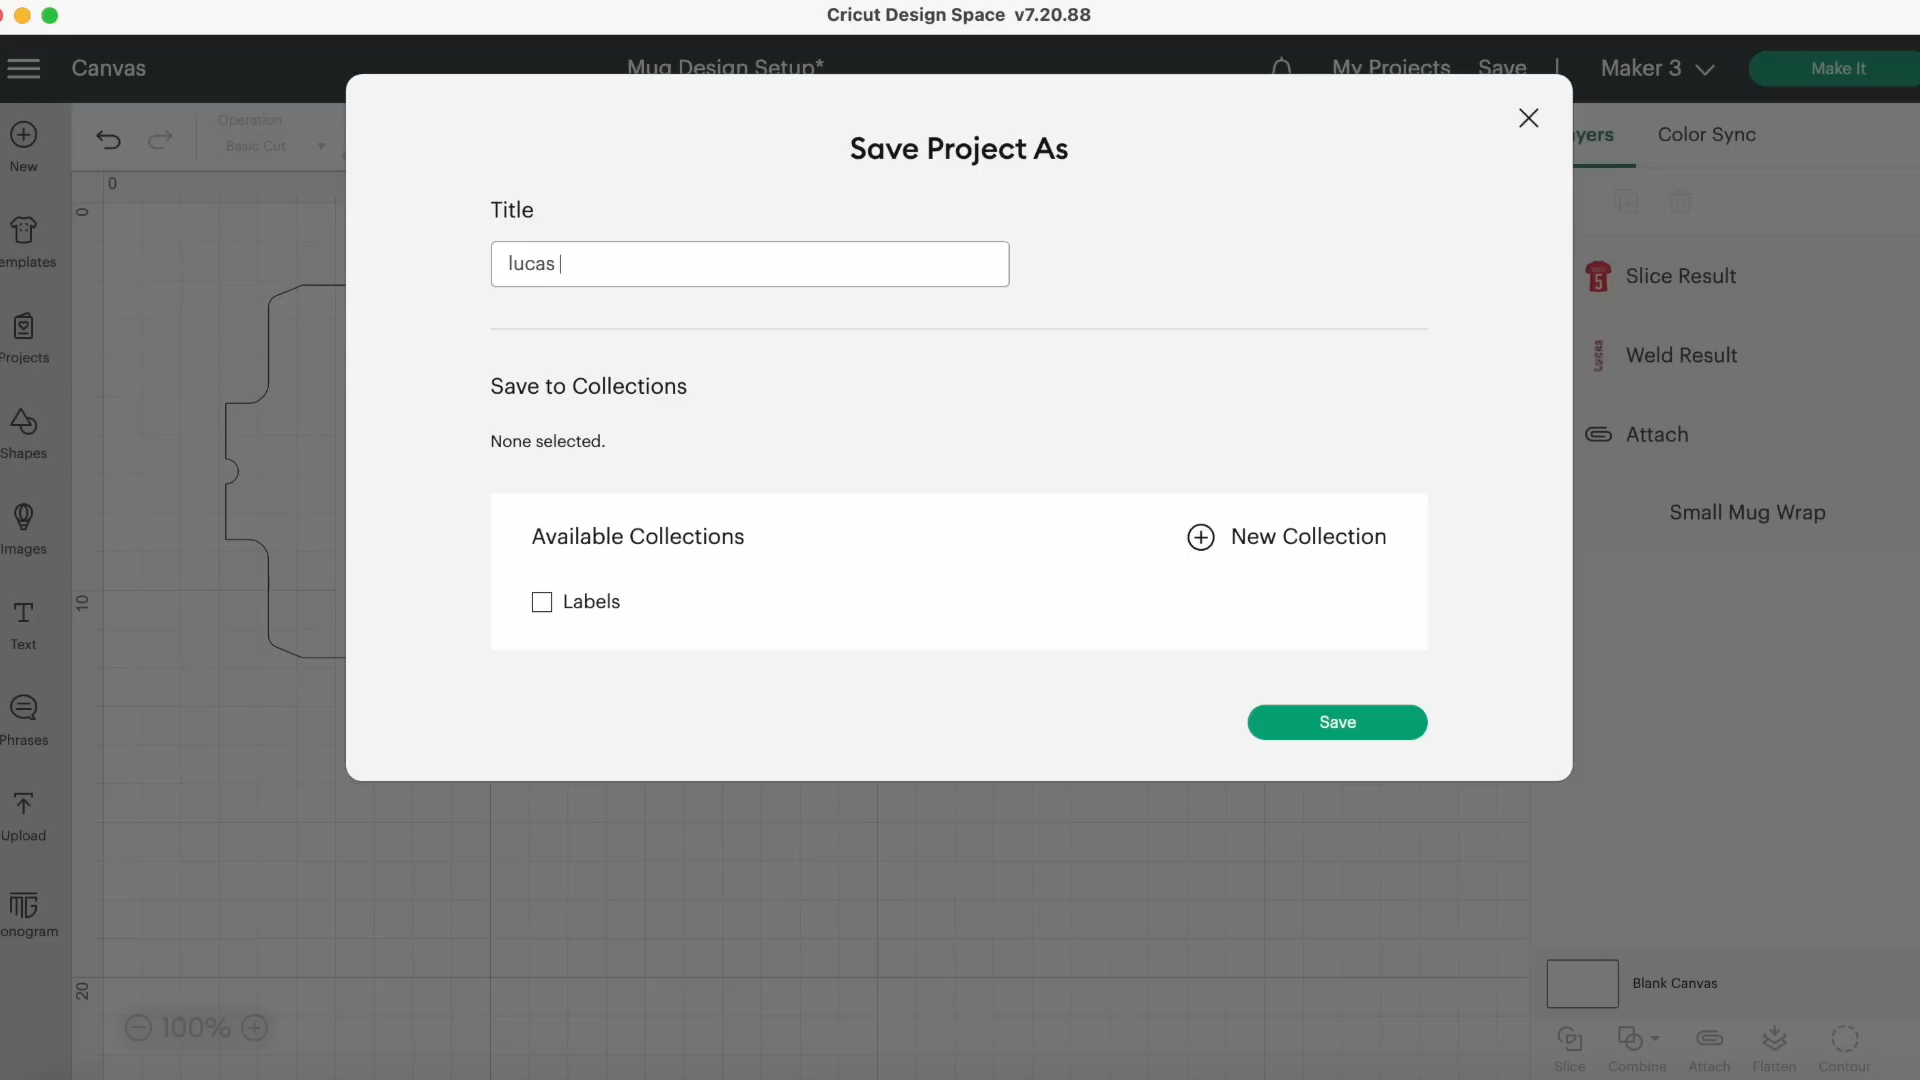 Cricut Design Space v7.20.88
Canvas
Mug Design Setup*
My Projects
Save
Maker 3
Make It
Operation
Basic Cut
New
emplates
Projects
Shapes
Images
Text
Phrases
Upload
onogram
0
0
10
20
100%
Save Project As
Title
lucas
Save to Collections
None selected.
Available Collections
New Collection
Labels
Save
yers
Color Sync
5
Slice Result
Weld Result
Attach
Small Mug Wrap
Blank Canvas
Slice
Combine
Attach
Flatten
Contour